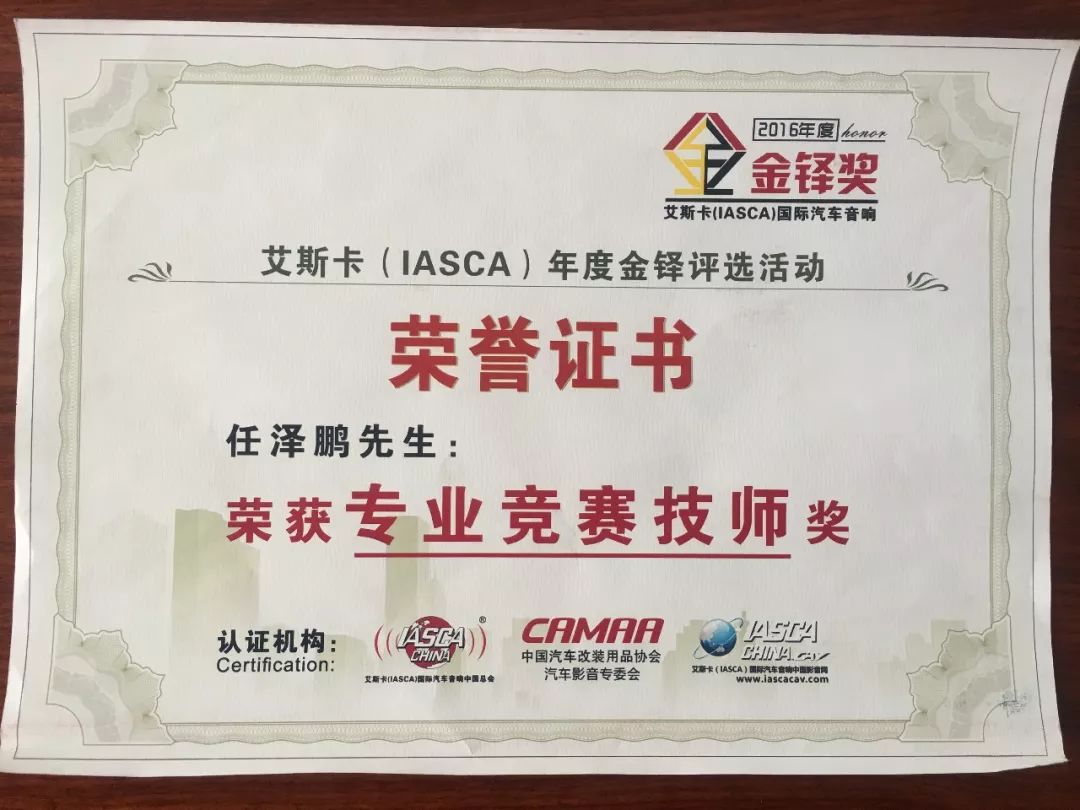 2016年度 honor
金铎奖
艾斯卡(IASCA)国际汽车音响
艾斯卡（IASCA）年度金铎评选活动
荣誉证书
任泽鹏先生：
荣获专业竞赛技师奖
认证机构：
Certification:
IASCA ®
CHINA
艾斯卡(IASCA)国际汽车音响中国总会
CAMAA
中国汽车改装用品协会
汽车影音专委会
IASCA
CHINA.CAV
艾斯卡（IASCA）国际汽车音响中国影音网
www.iascacav.com